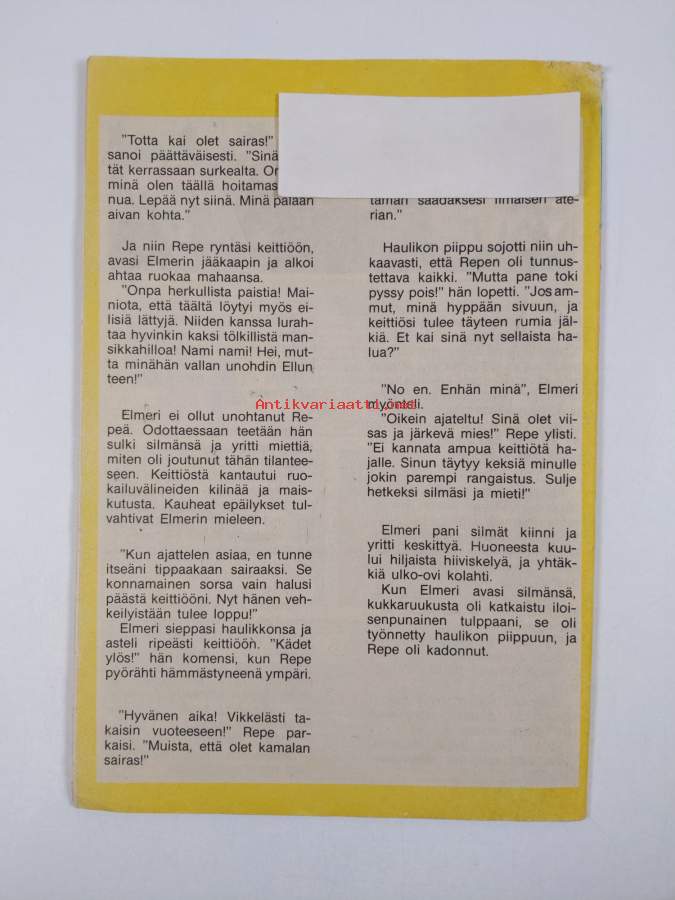 "Totta kai olet sairas!"
sanoi päättäväisesti. "Sinä
tät kerrassaan surkealta.
minä olen täällä
nua. Lepää nyt siinä. Minä palaan
aivan kohta."
Ja niin Repe ryntäsi keittiöön,
avasi Elmerin jääkaapin ja alkoi
ahtaa ruokaa mahaansa.
"Onpa herkullista paistia! Mai-
niota, että täältä löytyi myös ei-
lisiä lättyjä. Niiden kanssa lurah-
taa hyvinkin kaksi tölkillistä man-
sikkahilloa! Nami nami! Hei, mut-
ta minähän vallan unohdin Ellun
teen!"
Elmeri ei ollut unohtanut Re-
peä. Odottaessaan teetään hän
sulki silmänsä ja yritti miettiä,
miten oli joutunut tähän tilantee-
seen. Keittiöstä kantautui ruo-
kailuvälineiden kilinää ja mais-
kutusta. Kauheat epäilykset tul-
vahtivat Elmerin mieleen.
"Kun ajattelen asiaa, en tunne
itseäni tippaakaan sairaaksi. Se
konnamainen sorsa vain halusi
päästä keittiööni. Nyt hänen veh-
keilyistään tulee loppu!"
Elmeri sieppasi haulikkonsa ja
asteli ripeästi keittiöön. "Kädet
ylös!" hän komensi, kun Repe
pyörähti hämmästyneenä ympäri.
"Hyvänen aika! Vikkelästi ta-
kaisin vuoteeseen!" Repe par-
kaisi. "Muista, että olet kamalan
sairas!"
tämän saadaksesi ilmaisen ate-
rian."
Haulikon piippu sojotti niin uh-
kaavasti, että Repen oli tunnus-
tettava kaikki. "Mutta pane toki
pyssy pois!" hän lopetti. "Jos am-
mut, minä hyppään sivuun, ja
keittiösi tulee täyteen rumia jäl-
kiä. Et kai sinä nyt sellaista ha-
lua?"
"No en. Enhän minä", Elmeri
myönteli.
Antikvariaatti.net
"Oikein ajateltu! Sinä olet vii-
sas ja järkevä mies!" Repe ylisti.
"Ei kannata ampua keittiötä ha-
jalle. Sinun täytyy keksiä minulle
jokin parempi rangaistus. Sulje
hetkeksi silmäsi ja mieti!"
Elmeri pani silmät kiinni ja
yritti keskittyä. Huoneesta kuu-
lui hiljaista hiiviskelyä, ja yhtäk-
kiä ulko-ovi kolahti.
Kun Elmeri avasi silmänsä,
kukkaruukusta oli katkaistu iloi-
senpunainen tulppaani, se oli
työnnetty haulikon piippuun, ja
Repe oli kadonnut.